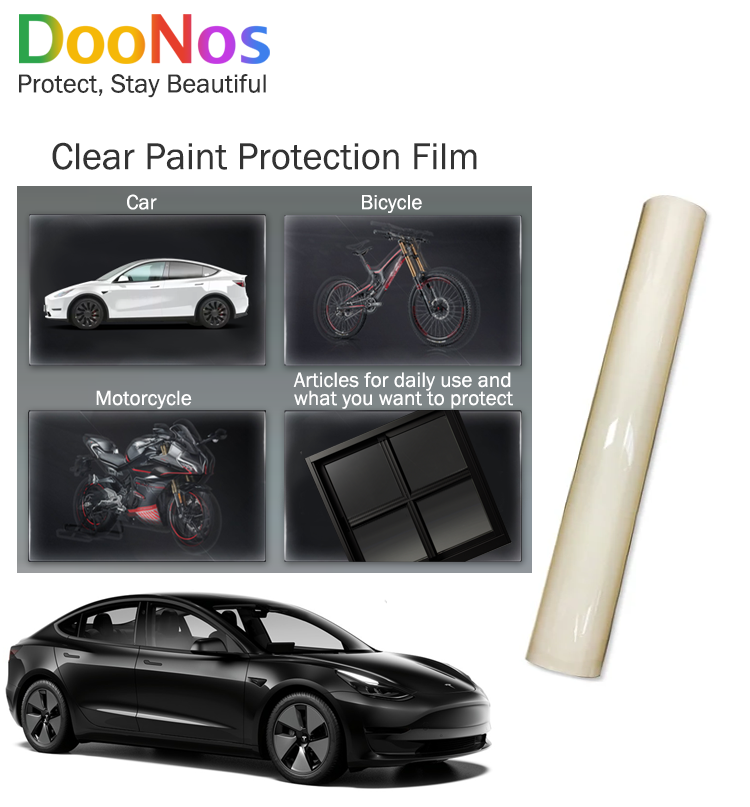 DooNos
Protect, Stay Beautiful
Clear Paint Protection Film
Car
Bicycle
Motorcycle
Articles for daily use and
what you want to protect